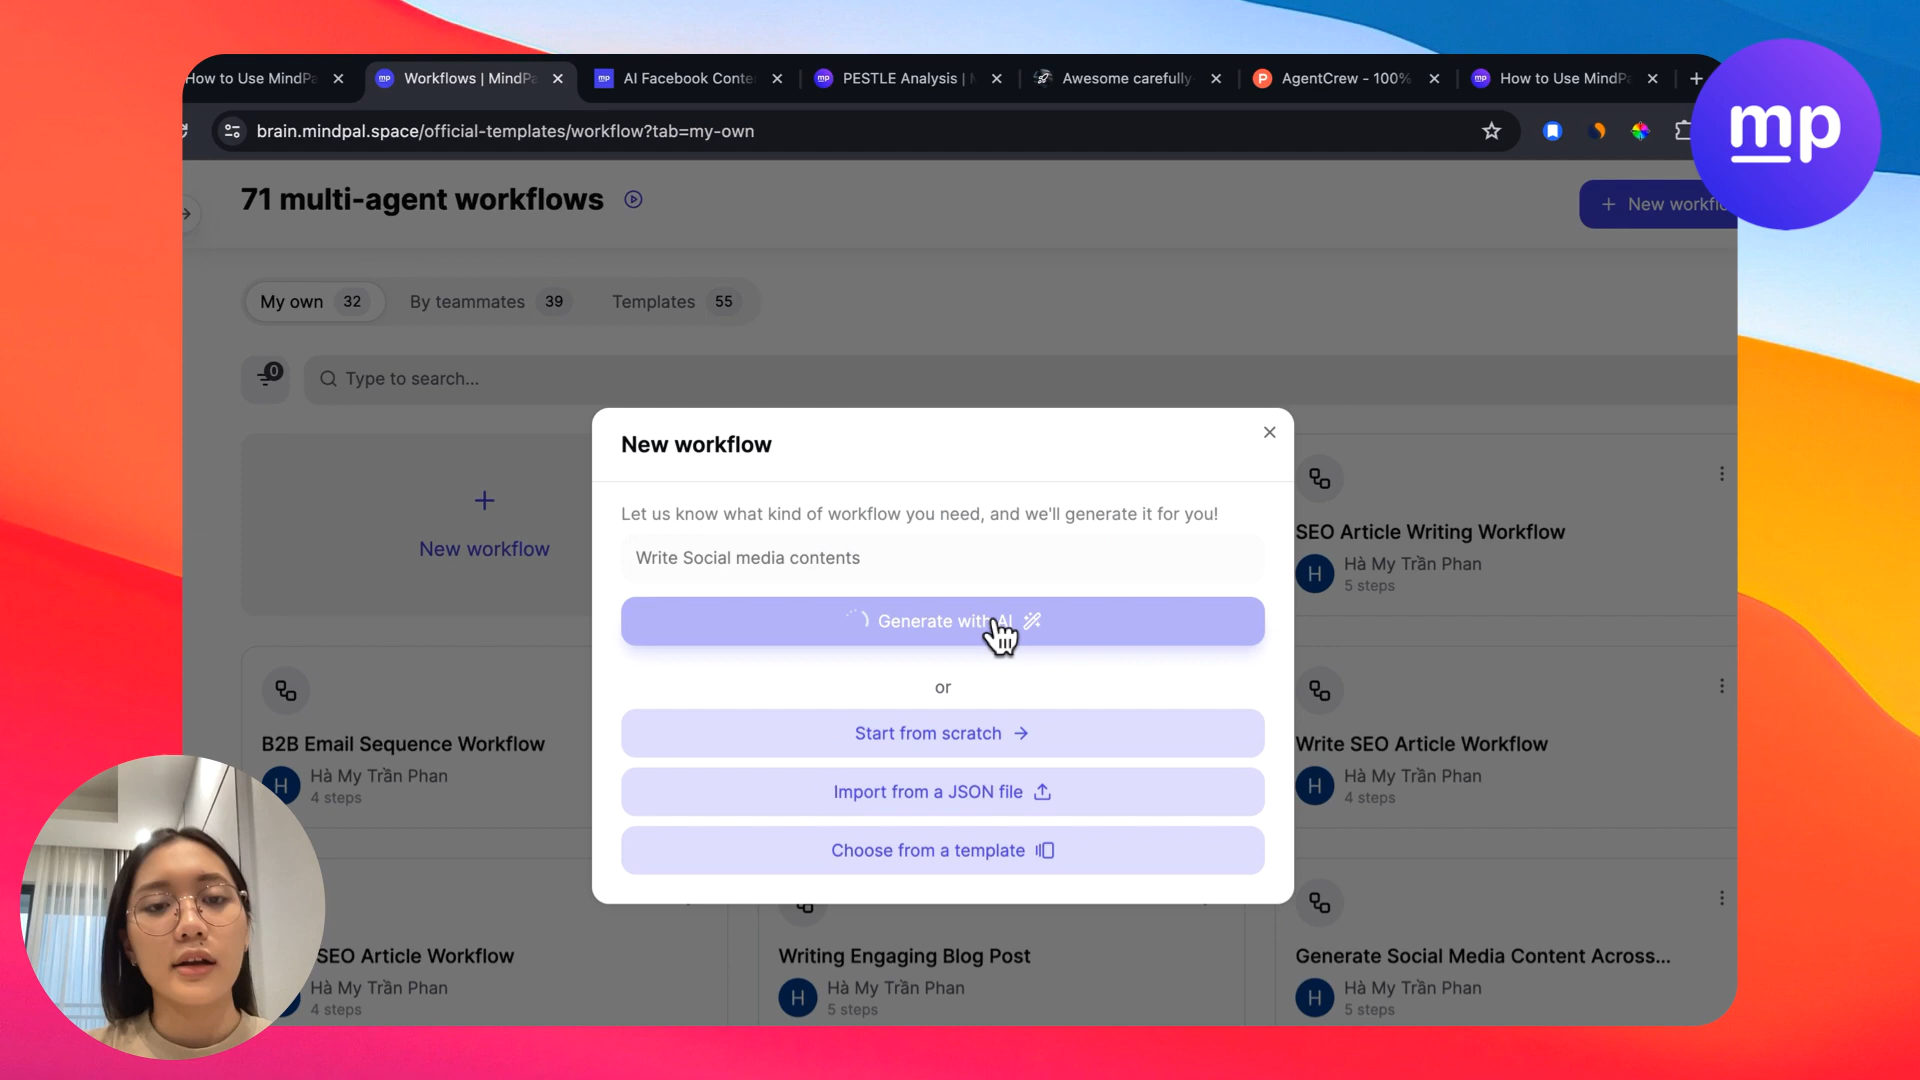 How to Use MindPa
Workflows | MindPa
AI Facebook Conte
PESTLE Analysis |
Awesome carefully
AgentCrew - 100%
How to Use MindPa
brain.mindpal.space/official-templates/workflow?tab=my-own
mp
71 multi-agent workflows
+ New workflo
My own 32
By teammates 39
Templates 55
0
Type to search...
New workflow
Let us know what kind of workflow you need, and we'll generate it for you!
Write Social media contents
Generate with AI
or
Start from scratch
Import from a JSON file
Choose from a template
New workflow
SEO Article Writing Workflow
H
Hà My Trần Phan
5 steps
B2B Email Sequence Workflow
H
Hà My Trần Phan
4 steps
Write SEO Article Workflow
H
Hà My Trần Phan
4 steps
SEO Article Workflow
Hà My Trần Phan
4 steps
Writing Engaging Blog Post
H
Hà My Trần Phan
5 steps
Generate Social Media Content Across...
H
Hà My Trần Phan
5 steps